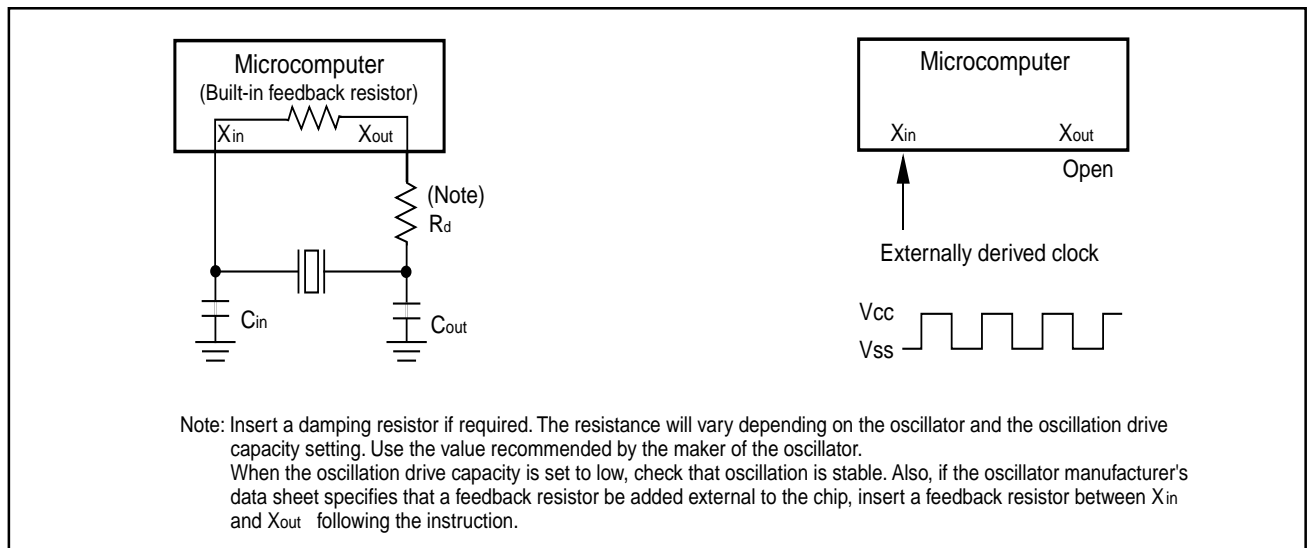 Microcomputer
(Built-in feedback resistor)
Xin Xout
(Note)
Rd
Cin
Cout
Microcomputer
Xin Xout
Open
Externally derived clock
Vcc
Vss
Note: Insert a damping resistor if required. The resistance will vary depending on the oscillator and the oscillation drive
capacity setting. Use the value recommended by the maker of the oscillator.
When the oscillation drive capacity is set to low, check that oscillation is stable. Also, if the oscillator manufacturer's
data sheet specifies that a feedback resistor be added external to the chip, insert a feedback resistor between Xin
and Xout following the instruction.